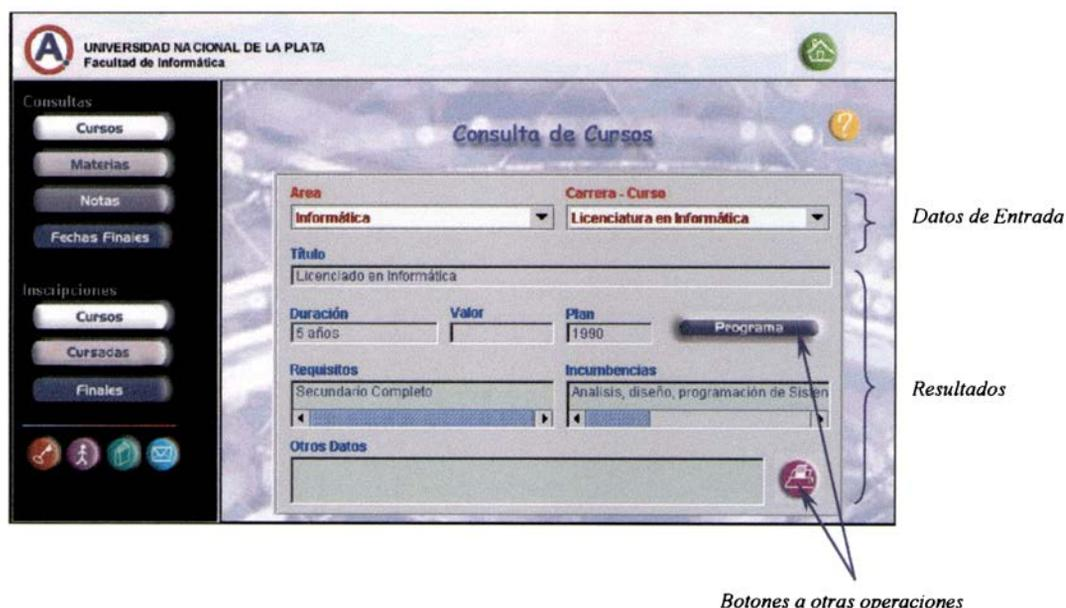 UNIVERSIDAD NACIONAL DE LA PLATA
Facultad de Informática
Consultas
Cursos
Materias
Notas
Fechas Finales
Inscripciones
Cursos
Cursadas
Finales
Consulta de Cursos
?
Area
Carrera - Curso
Informática
Licenciatura en Informática
Título
Licenciado en Informática
Duración
Valor
Plan
5 años
1990
Programa
Requisitos
Incumbencias
Secundario Completo
Analisis, diseño, programación de Sisten
Otros Datos
Datos de Entrada
Resultados
Botones a otras operaciones